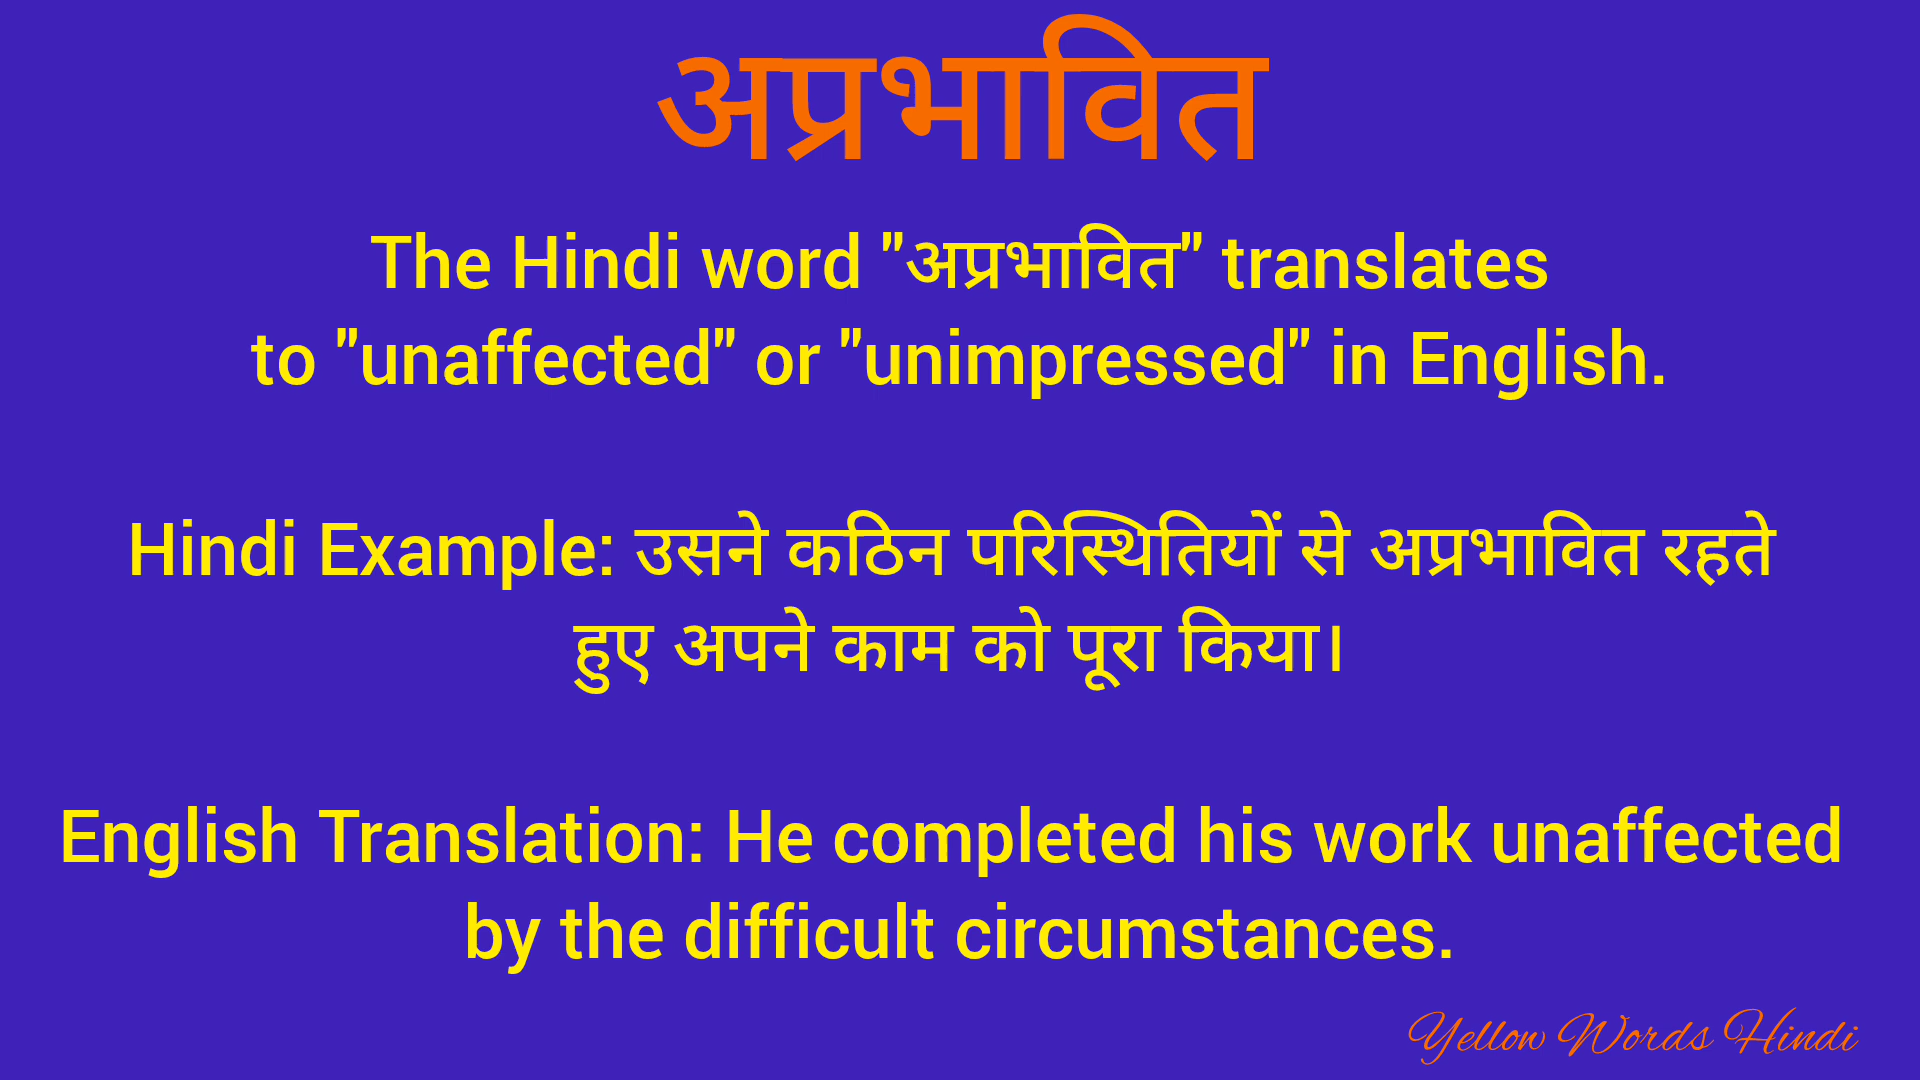 अप्रभावित
The Hindi word "अप्रभावित" translates
to "unaffected" or "unimpressed" in English.
Hindi Example: उसने कठिन परिस्थितियों से अप्रभावित रहते
हुए अपने काम को पूरा किया।
English Translation: He completed his work unaffected
by the difficult circumstances.
Yellow Words Hindi